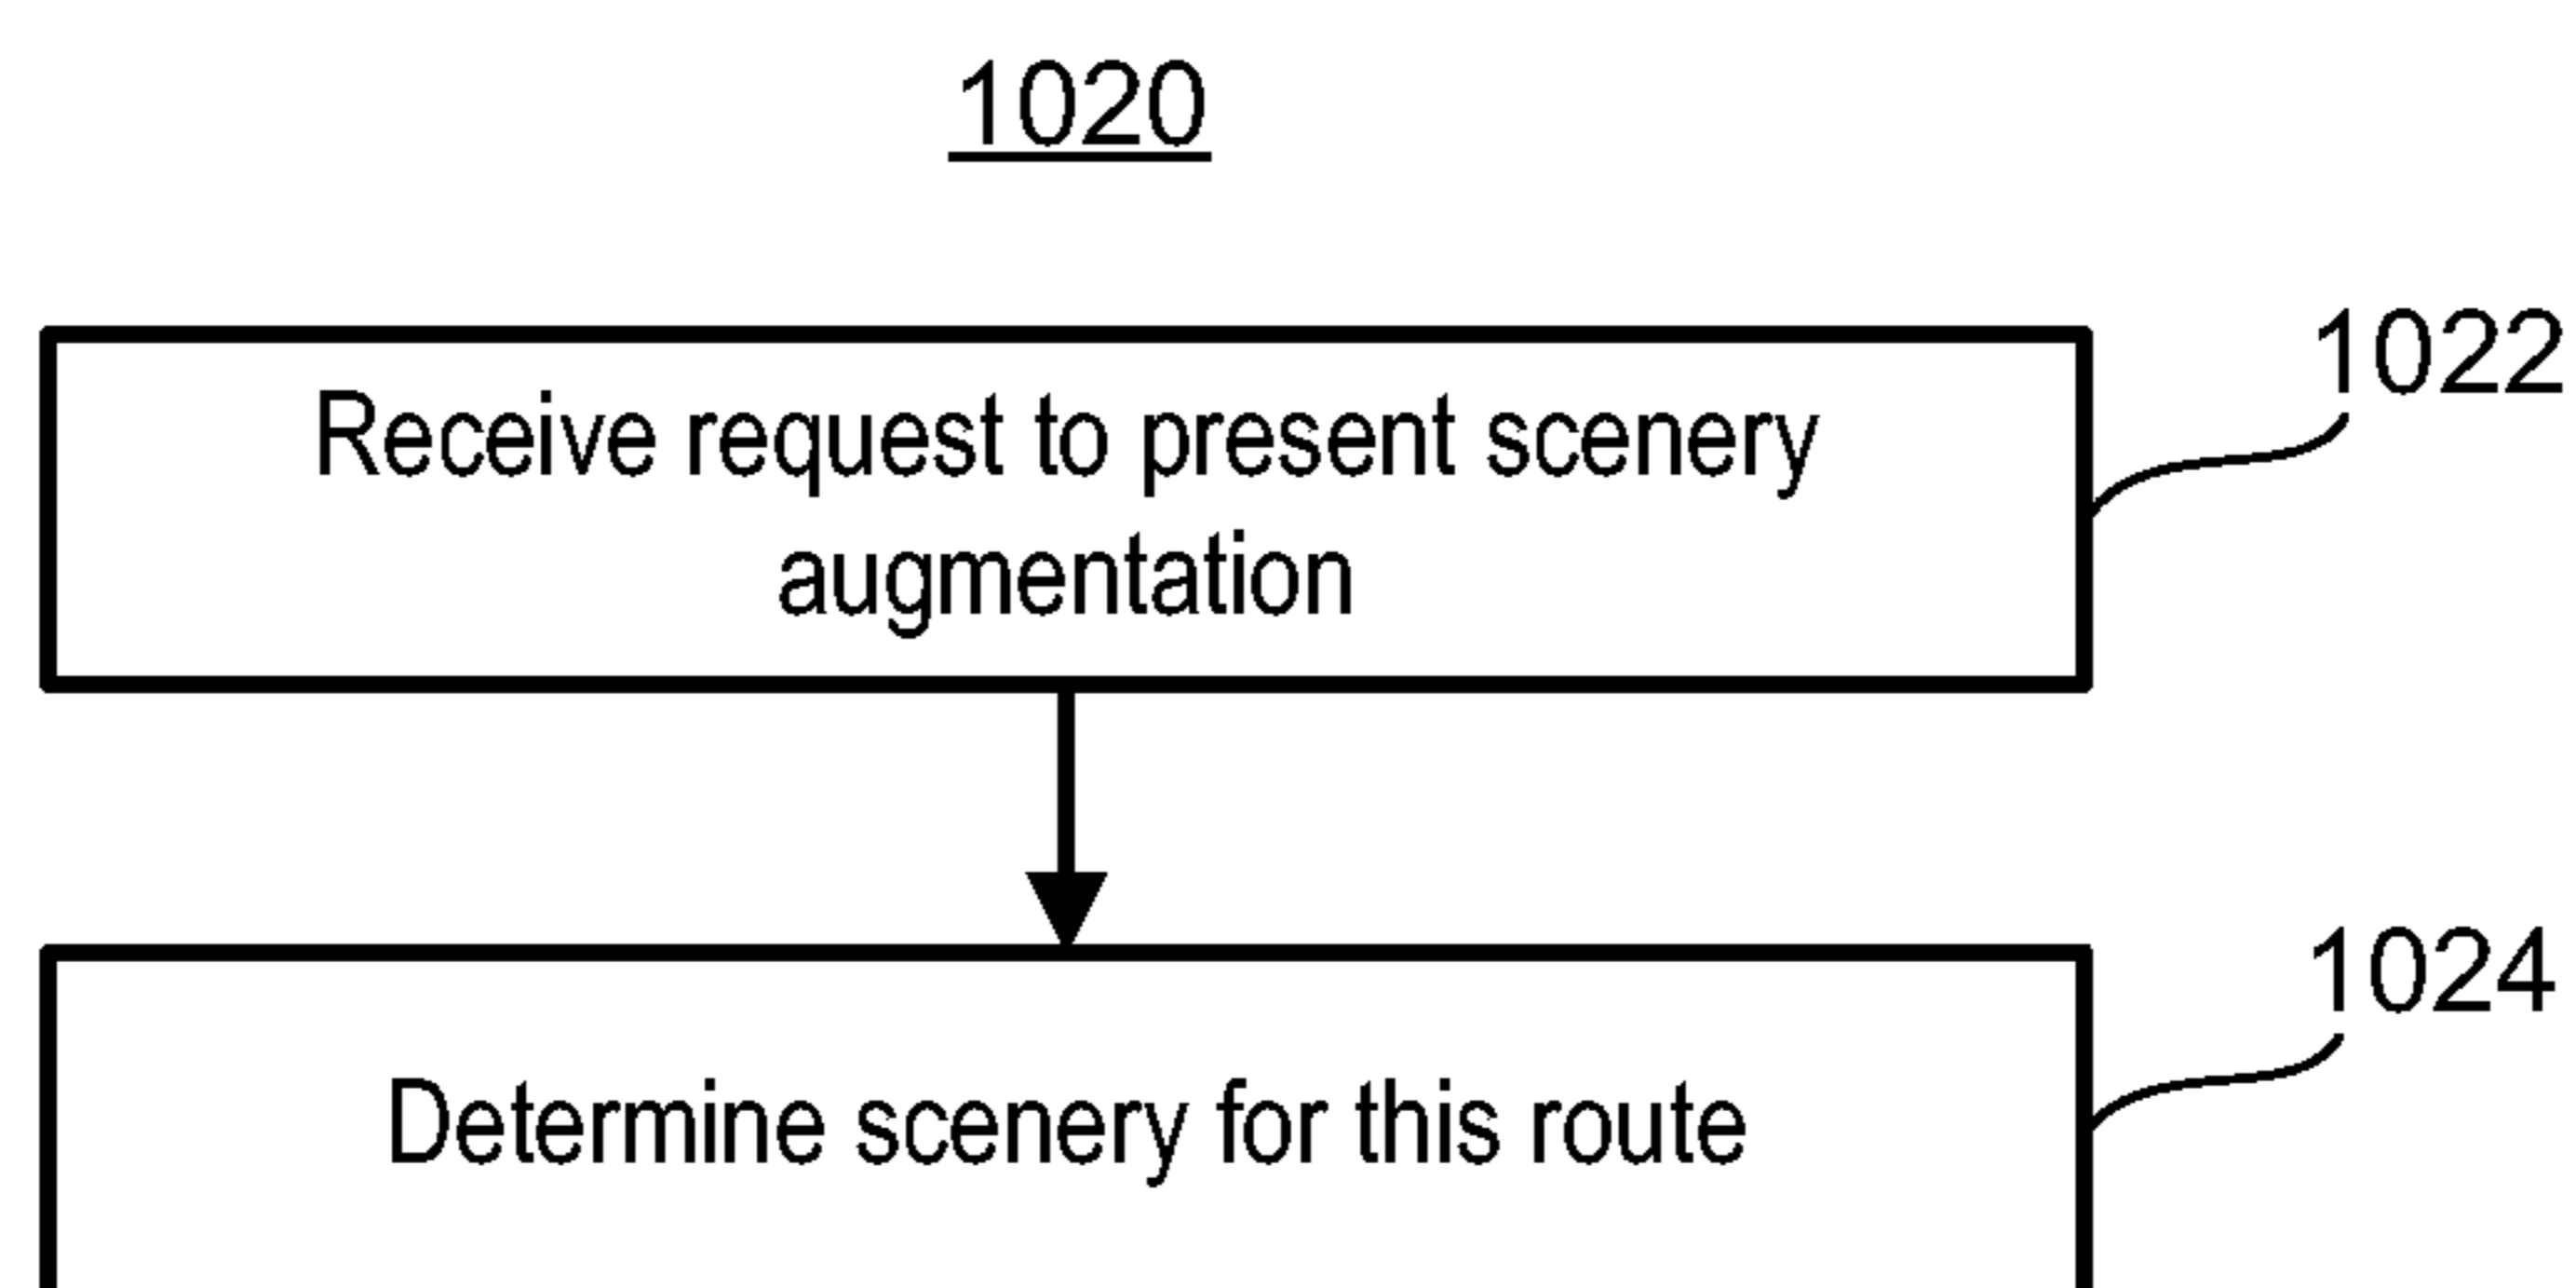 1020
1022
Receive request to present scenery
augmentation
1024
Determine scenery for this route